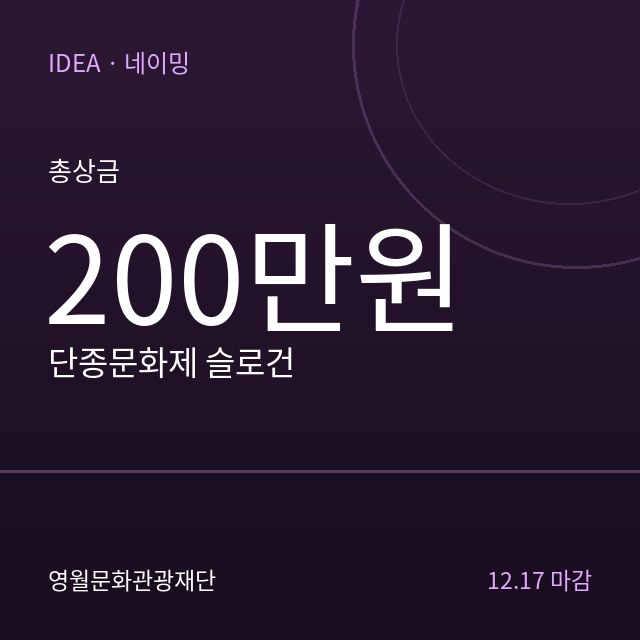 IDEA · 네이밍
총상금
200만원
단종문화제 슬로건
영월문화관광재단
12.17 마감